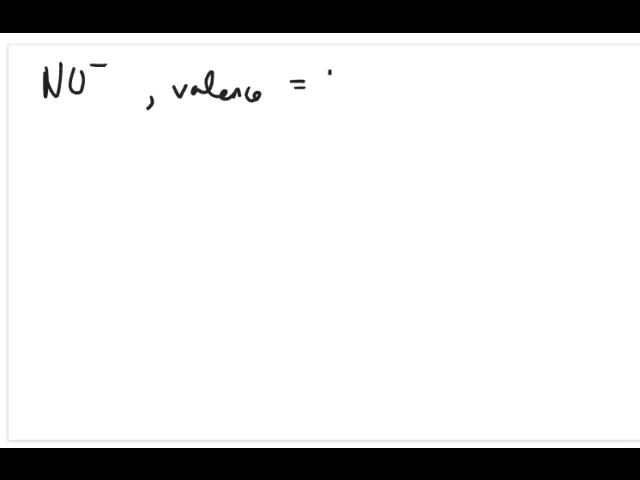 NO⁻ , valence =